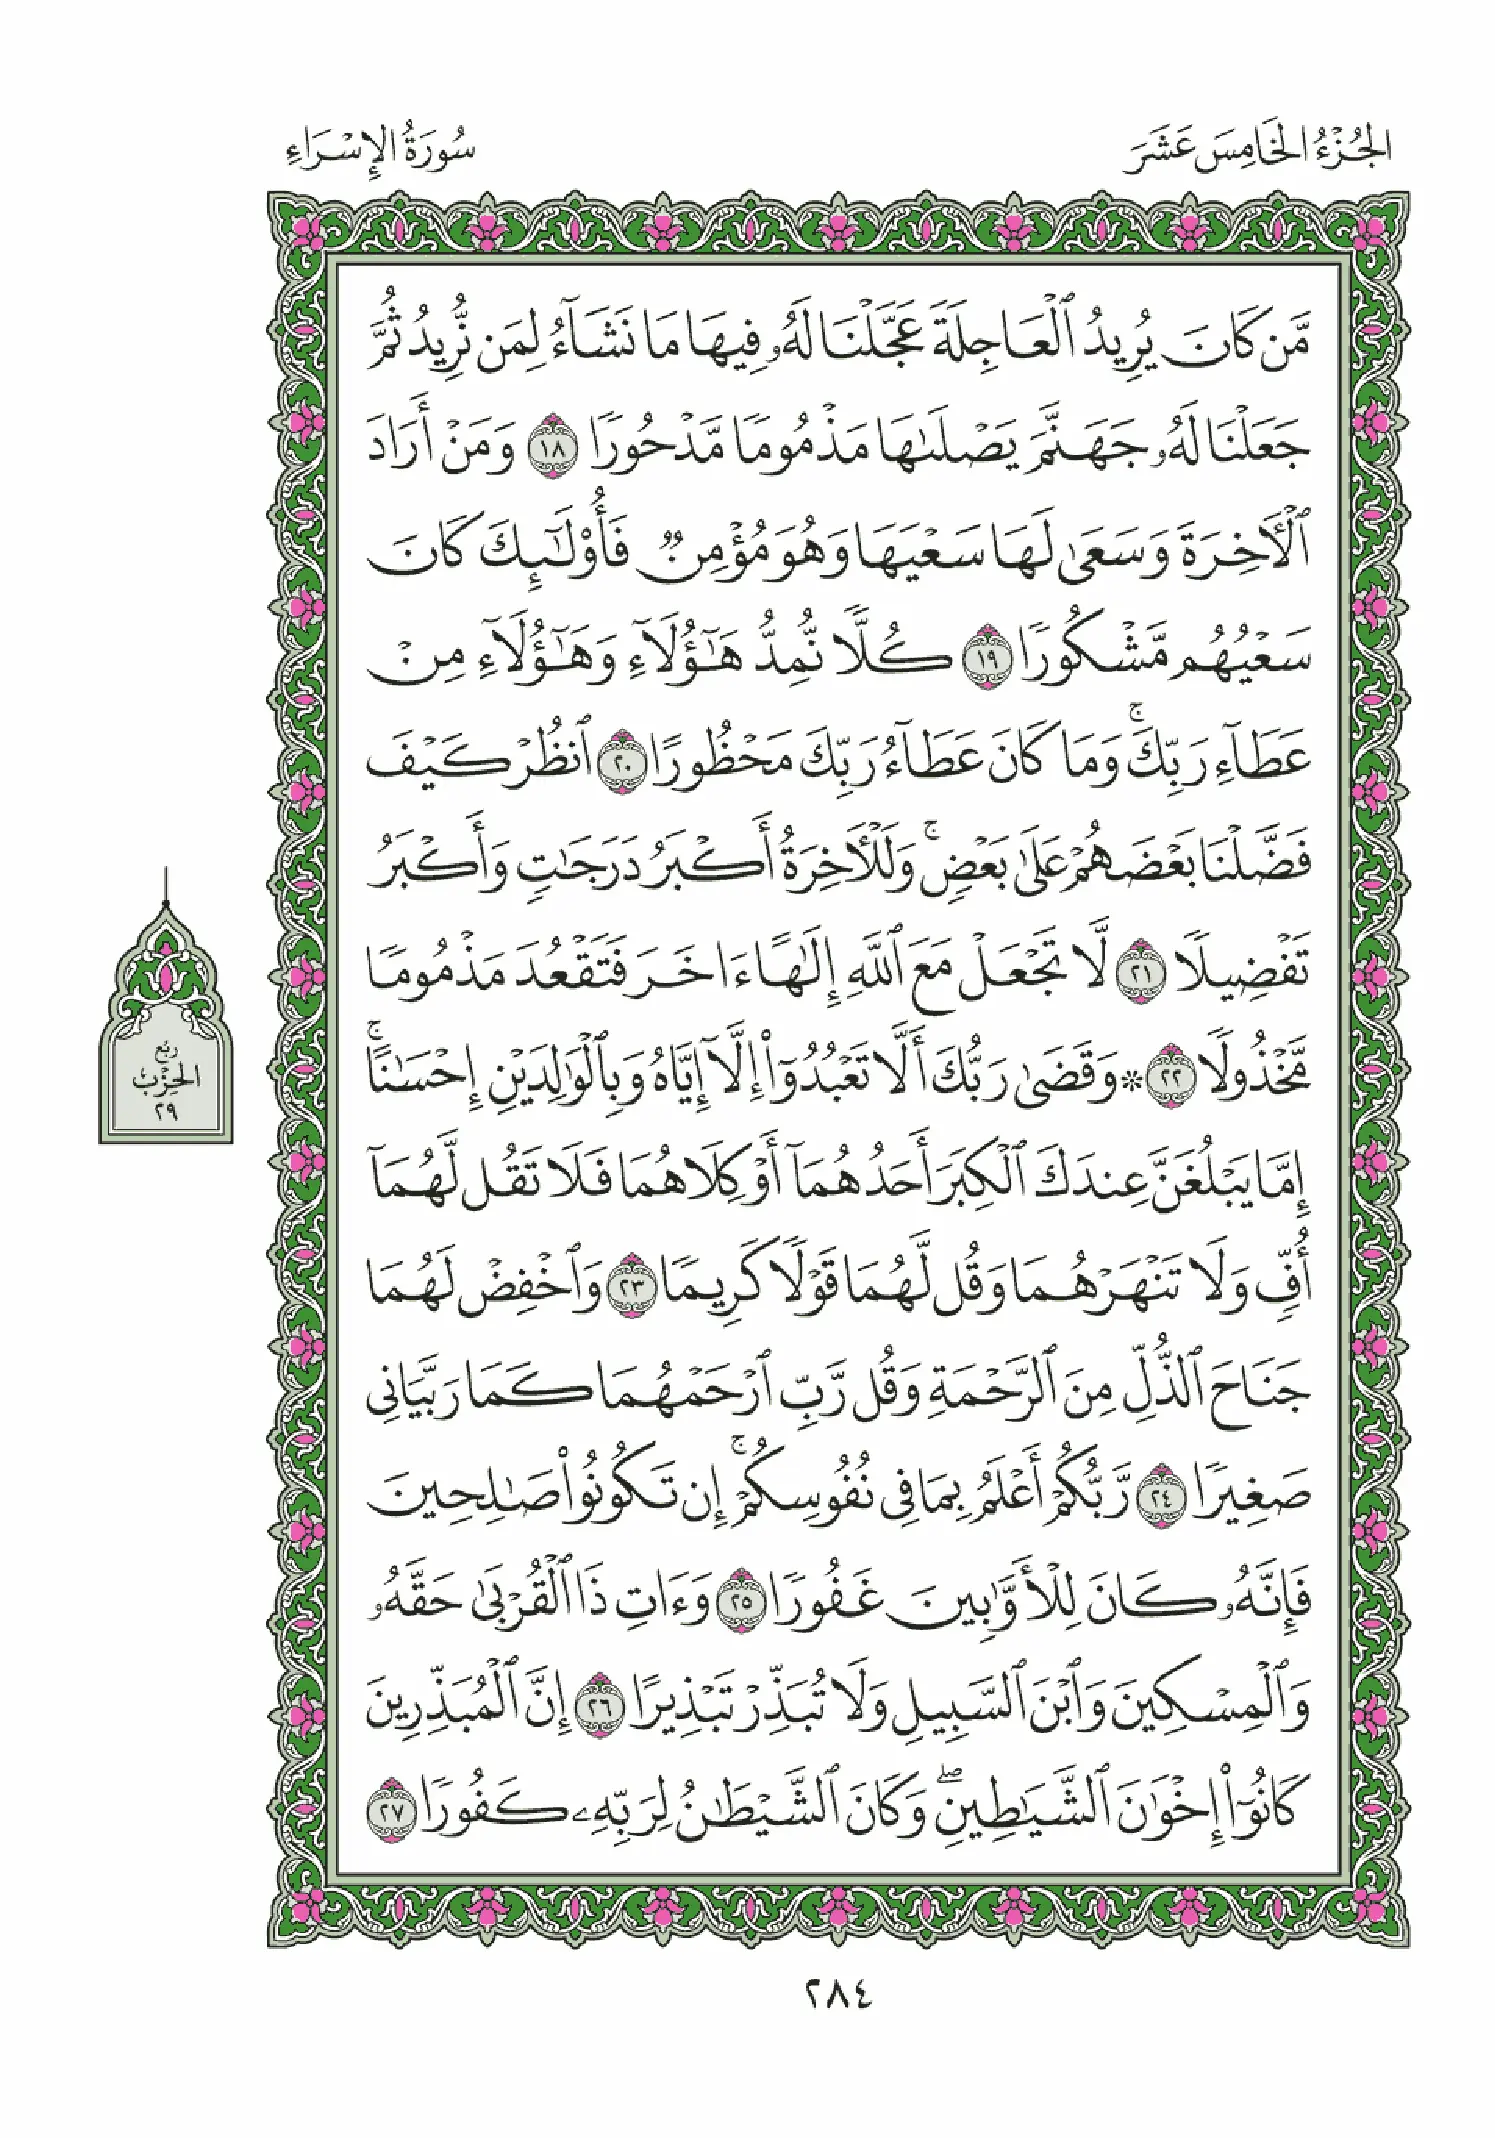 الجُزْءُ الخَامِسَ عَشَرَ
سُورَةُ الإِسْرَاءِ
مَّن كَانَ يُرِيدُ ٱلْعَاجِلَةَ عَجَّلْنَا لَهُۥ فِيهَا مَا نَشَآءُ لِمَن نُّرِيدُ ثُمَّ
جَعَلْنَا لَهُۥ جَهَنَّمَ يَصْلَىٰهَا مَذْمُومًا مَّدْحُورًا ١٨ وَمَنْ أَرَادَ
ٱلْأَخِرَةَ وَسَعَىٰ لَهَا سَعْيَهَا وَهُوَ مُؤْمِنٌ فَأُو۟لَٰٓئِكَ كَانَ
سَعْيُهُم مَّشْكُورًا ١٩ كُلًّا نُّمِدُّ هَٰٓؤُلَآءِ وَهَٰٓؤُلَآءِ مِنْ
عَطَآءِ رَبِّكَۚ وَمَا كَانَ عَطَآءُ رَبِّكَ مَحْظُورًا ٢٠ ٱنظُرْ كَيْفَ
فَضَّلْنَا بَعْضَهُمْ عَلَىٰ بَعْضٍۚ وَلَلْأَخِرَةُ أَكْبَرُ دَرَجَٰتٍ وَأَكْبَرُ
تَفْضِيلًا ٢١ لَّا تَجْعَلْ مَعَ ٱللَّهِ إِلَٰهًا ءَاخَرَ فَتَقْعُدَ مَذْمُومًا
مَّخْذُولًا ٢٢ ۞ وَقَضَىٰ رَبُّكَ أَلَّا تَعْبُدُوٓا۟ إِلَّآ إِيَّاهُ وَبِٱلْوَٰلِدَيْنِ إِحْسَٰنًاۚ
إِمَّا يَبْلُغَنَّ عِندَكَ ٱلْكِبَرَ أَحَدُهُمَآ أَوْ كِلَاهُمَا فَلَا تَقُل لَّهُمَآ
أُفٍّ وَلَا تَنْهَرْهُمَا وَقُل لَّهُمَا قَوْلًا كَرِيمًا ٢٣ وَٱخْفِضْ لَهُمَا
جَنَاحَ ٱلذُّلِّ مِنَ ٱلرَّحْمَةِ وَقُل رَّبِّ ٱرْحَمْهُمَا كَمَا رَبَّيَانِى
صَغِيرًا ٢٤ رَّبُّكُمْ أَعْلَمُ بِمَا فِى نُفُوسِكُمْۚ إِن تَكُونُوا۟ صَٰلِحِينَ
فَإِنَّهُۥ كَانَ لِلْأَوَّٰبِينَ غَفُورًا ٢٥ وَءَاتِ ذَا ٱلْقُرْبَىٰ حَقَّهُۥ
وَٱلْمِسْكِينَ وَٱبْنَ ٱلسَّبِيلِ وَلَا تُبَذِّرْ تَبْذِيرًا ٢٦ إِنَّ ٱلْمُبَذِّرِينَ
كَانُوٓا۟ إِخْوَٰنَ ٱلشَّيَٰطِينِۖ وَكَانَ ٱلشَّيْطَٰنُ لِرَبِّهِۦ كَفُورًا ٢٧
رُبْع
الحِزْب
٢٩
٢٨٤